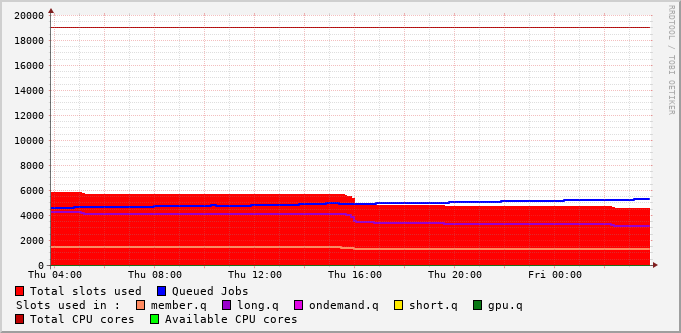 RRDTOOL / TOBI OETIKER
20000
18000
16000
14000
12000
10000
8000
6000
4000
2000
0
Thu 04:00 Thu 08:00 Thu 12:00 Thu 16:00 Thu 20:00 Fri 00:00
Total slots used Queued Jobs
Slots used in : member.q long.q ondemand.q short.q gpu.q
Total CPU cores Available CPU cores